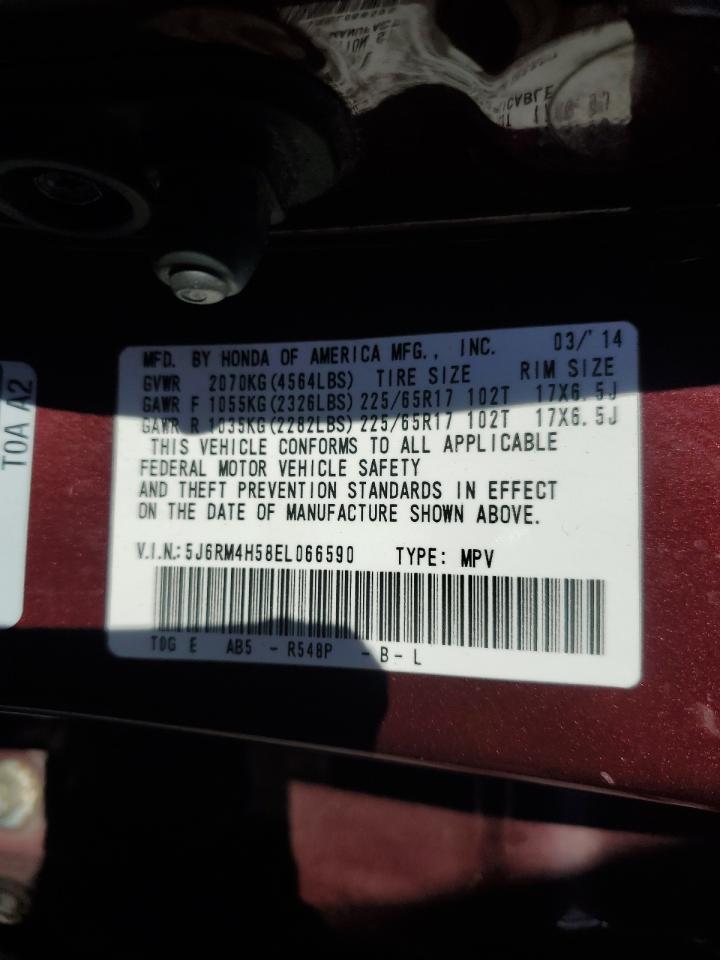 MFD. BY HONDA OF AMERICA MFG., INC. 03/'14
GVWR 2070KG(4564LBS) TIRE SIZE RIM SIZE
GAWR F 1055KG(2326LBS) 225/65R17 102T 17X6.5J
GAWR R 1035KG(2282LBS) 225/65R17 102T 17X6.5J
THIS VEHICLE CONFORMS TO ALL APPLICABLE
FEDERAL MOTOR VEHICLE SAFETY
AND THEFT PREVENTION STANDARDS IN EFFECT
ON THE DATE OF MANUFACTURE SHOWN ABOVE.
V.I.N.: 5J6RM4H58EL066590 TYPE: MPV
T0G E AB5 - R548P - B - L
T0A A2